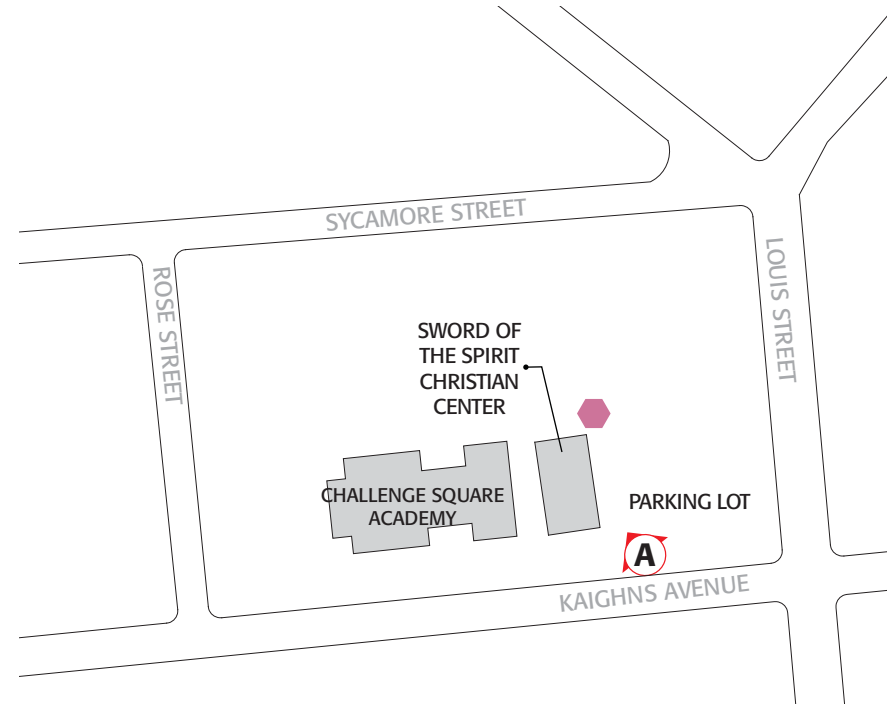 SYCAMORE STREET
ROSE STREET
LOUIS STREET
SWORD OF
THE SPIRIT
CHRISTIAN
CENTER
CHALLENGE SQUARE
ACADEMY
PARKING LOT
A
KAIGHNS AVENUE